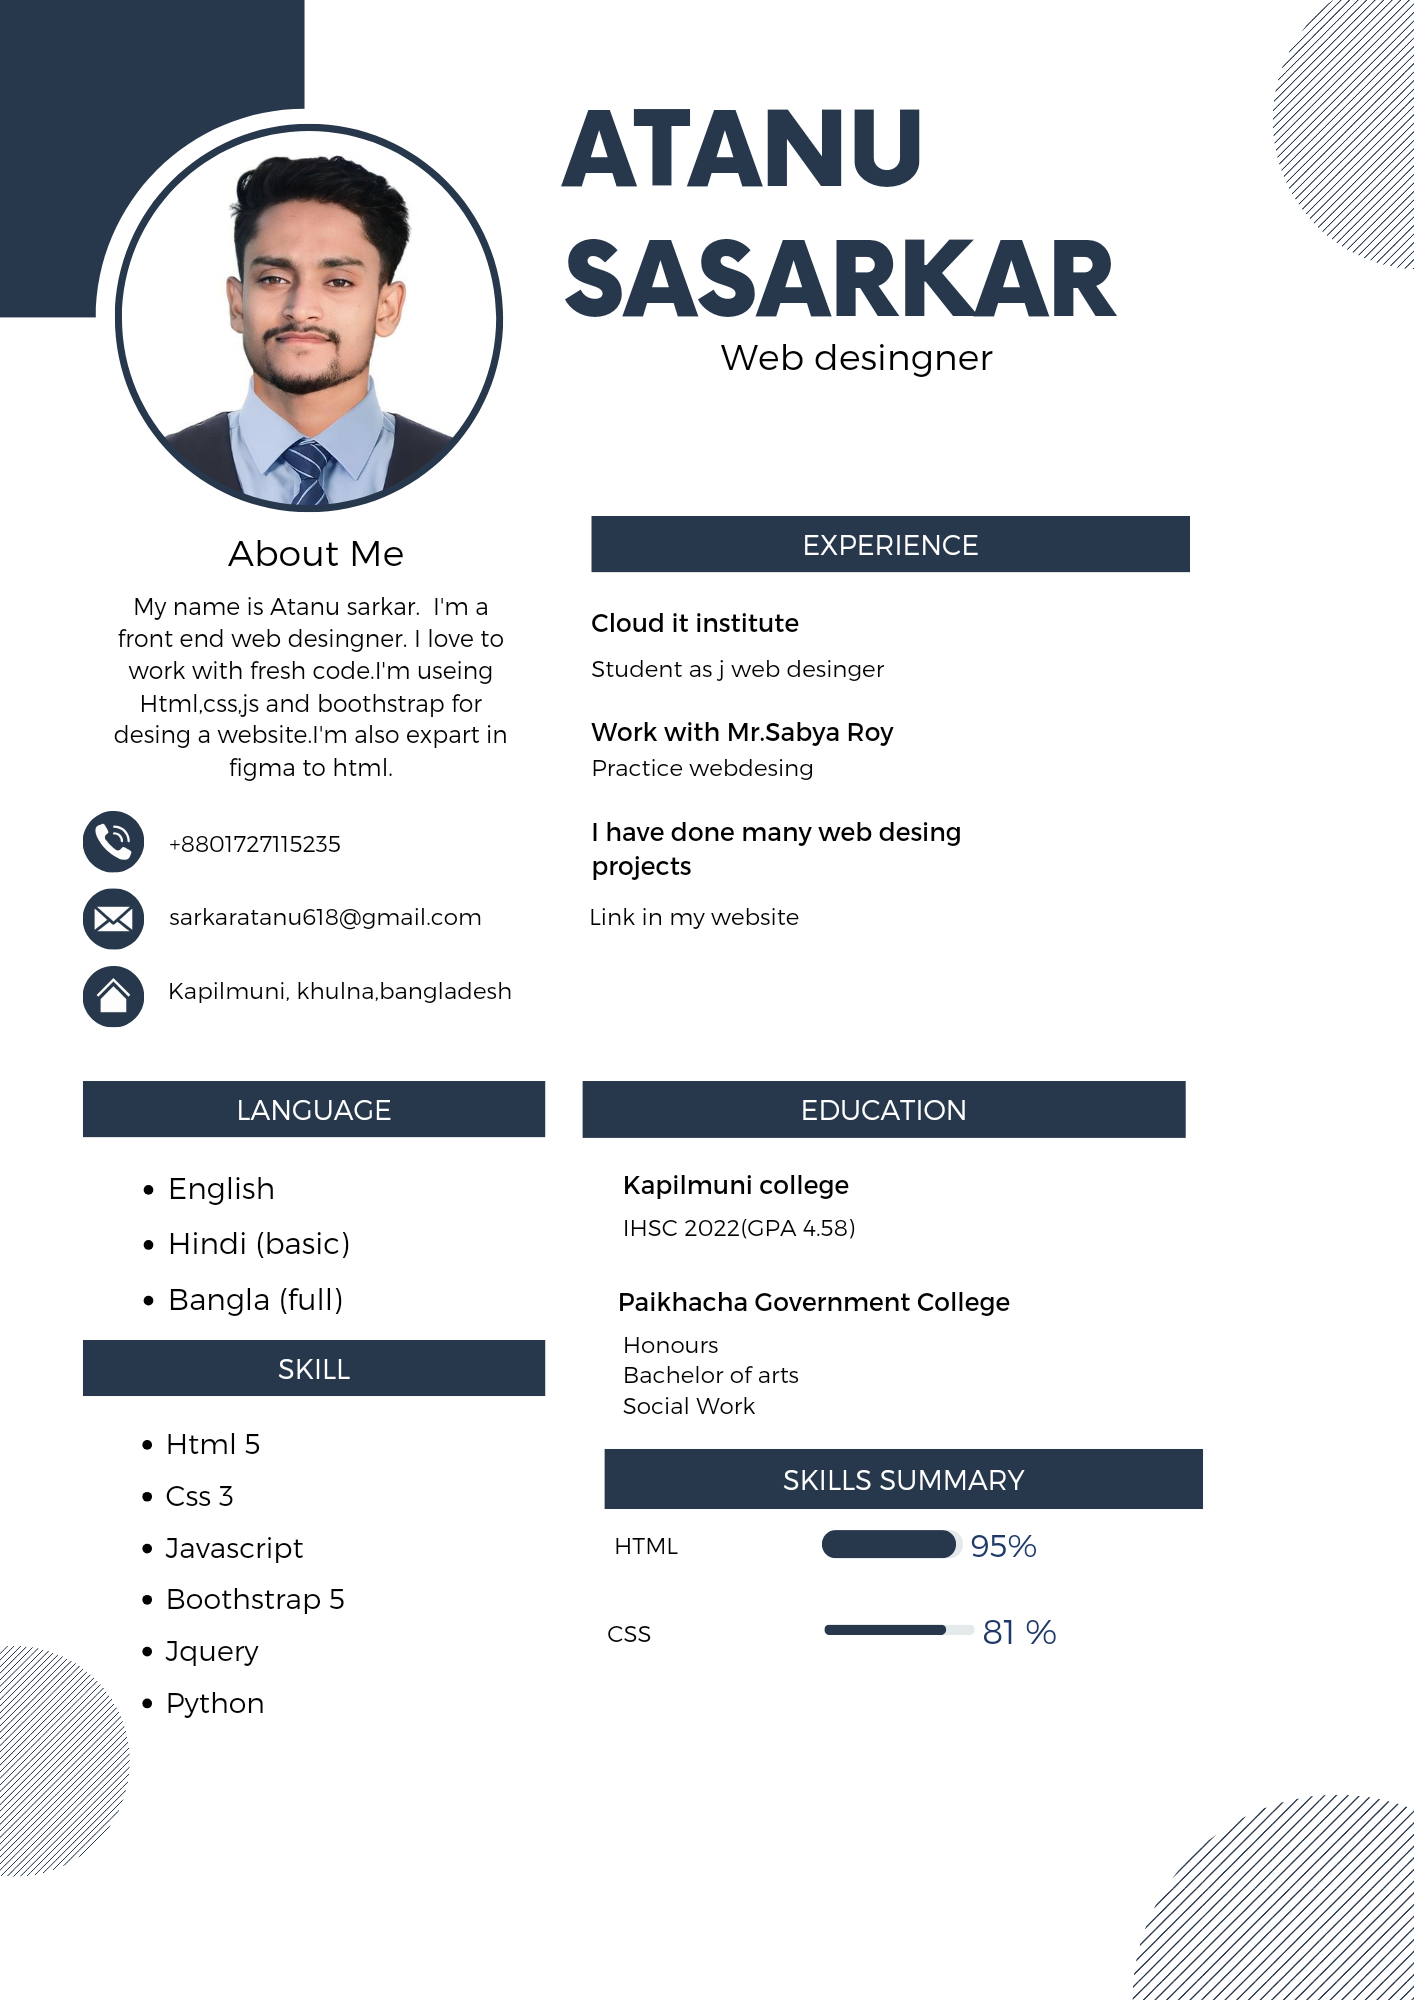 ATANU
SASARKAR
Web desingner
About Me
My name is Atanu sarkar.  I'm a
front end web desingner. I love to
work with fresh code.I'm useing
Html,css,js and boothstrap for
desing a website.I'm also expart in
figma to html.
+8801727115235
sarkaratanu618@gmail.com
Kapilmuni, khulna,bangladesh
EXPERIENCE
Cloud it institute
Student as j web desinger
Work with Mr.Sabya Roy
Practice webdesing
I have done many web desing
projects
Link in my website
LANGUAGE
• English
• Hindi (basic)
• Bangla (full)
SKILL
• Html 5
• Css 3
• Javascript
• Boothstrap 5
• Jquery
• Python
EDUCATION
Kapilmuni college
IHSC 2022(GPA 4.58)
Paikhacha Government College
Honours
Bachelor of arts
Social Work
SKILLS SUMMARY
HTML 95%
CSS 81 %